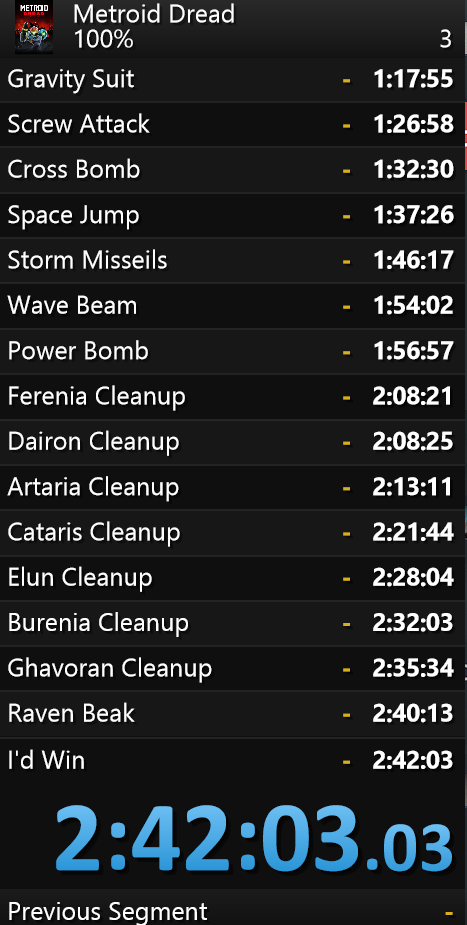 METROID
DREAD
Metroid Dread
100% 3
Gravity Suit - 1:17:55
Screw Attack - 1:26:58
Cross Bomb - 1:32:30
Space Jump - 1:37:26
Storm Misseils - 1:46:17
Wave Beam - 1:54:02
Power Bomb - 1:56:57
Ferenia Cleanup - 2:08:21
Dairon Cleanup - 2:08:25
Artaria Cleanup - 2:13:11
Cataris Cleanup - 2:21:44
Elun Cleanup - 2:28:04
Burenia Cleanup - 2:32:03
Ghavoran Cleanup - 2:35:34
Raven Beak - 2:40:13
I'd Win - 2:42:03
2:42:03.03
Previous Segment -